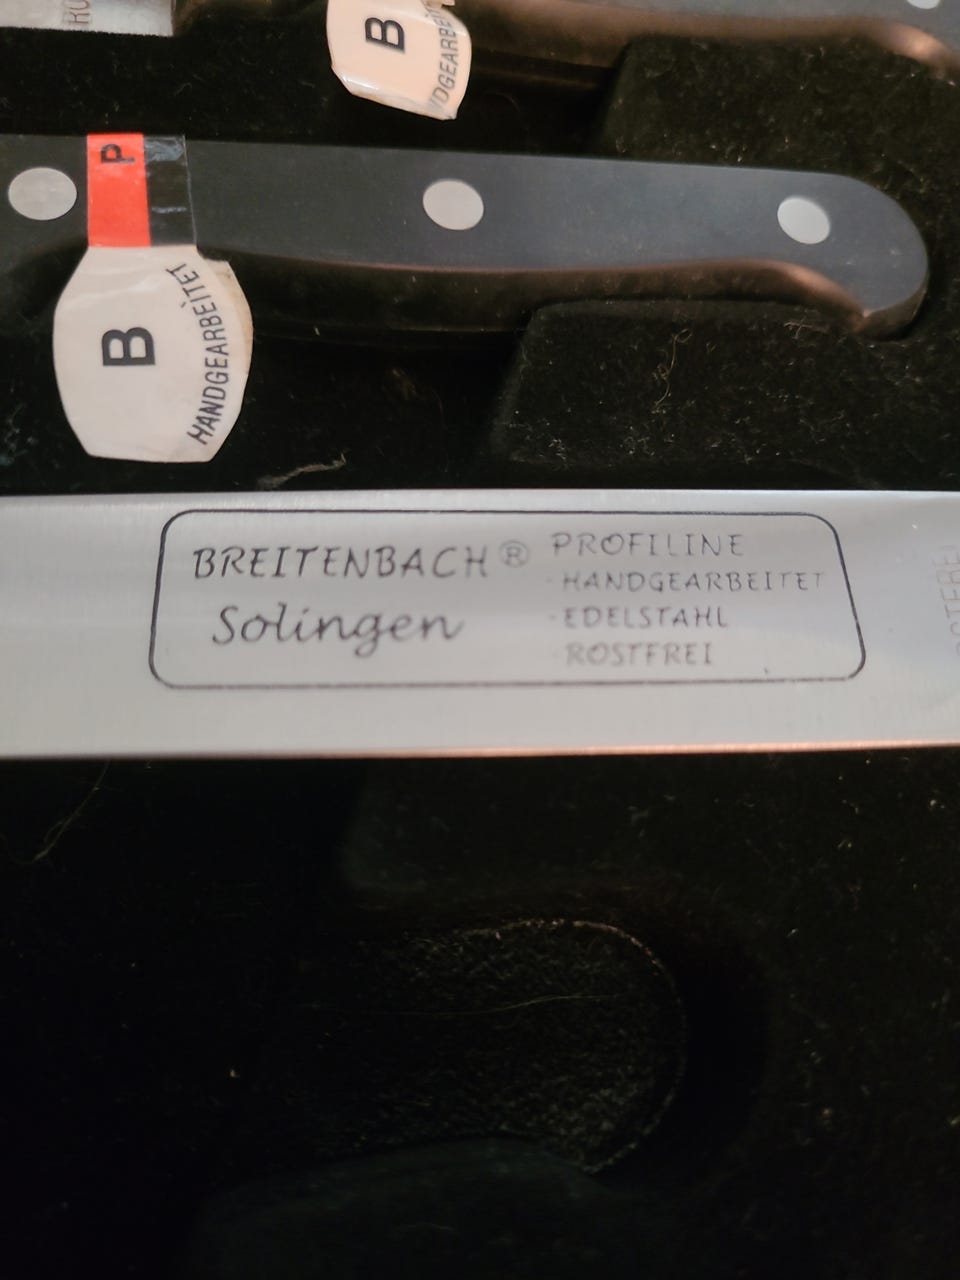 B
P
B
HANDGEARBEITET
BREITENBACH®
Solingen
PROFILINE
· HANDGEARBEITET
· EDELSTAHL
ROSTFREI